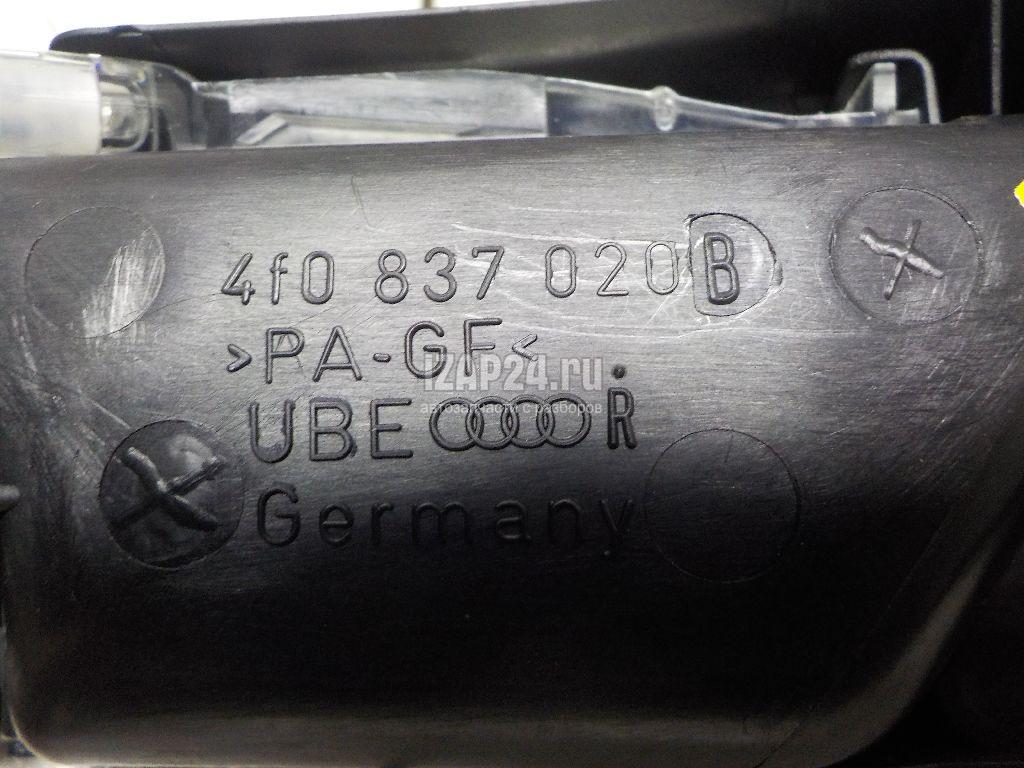 4f0 837 020 B
>PA-GF<
IZAP24.ru
автозапчасти с разборов
UBE R
Germany